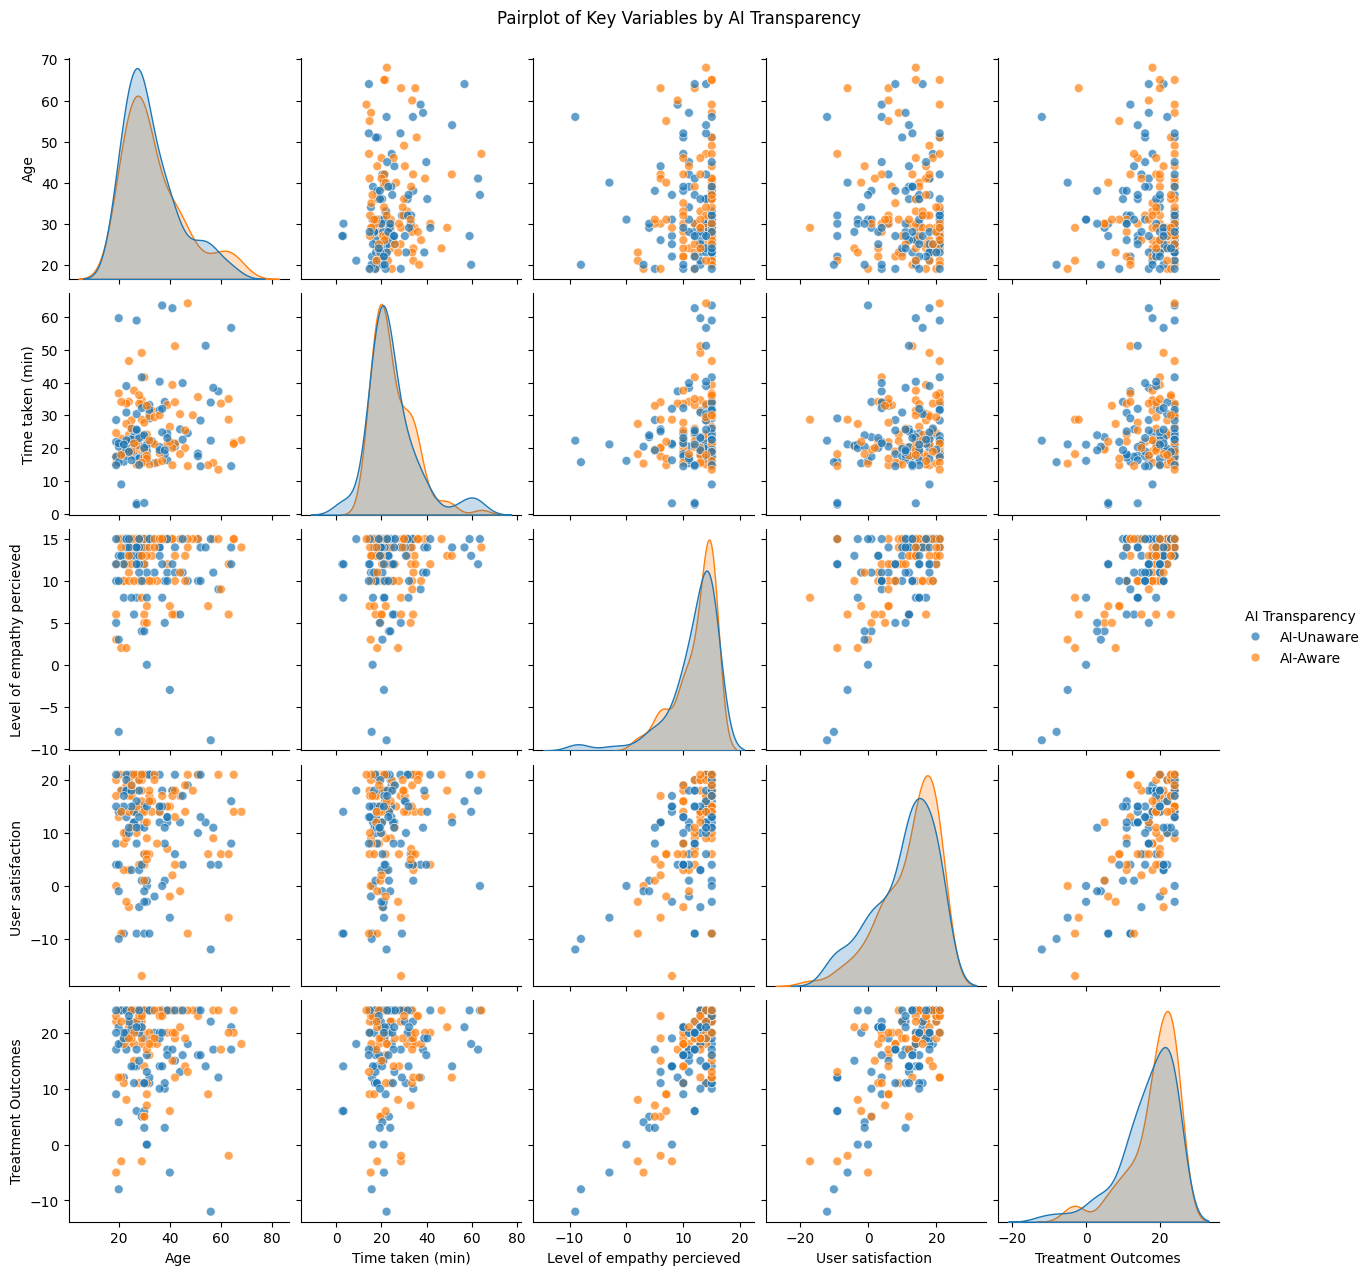 Pairplot of Key Variables by AI Transparency
70
60
50
40
30
20
Age
60
50
40
30
20
10
0
Time taken (min)
15
10
5
0
−5
−10
Level of empathy percieved
20
10
0
−10
User satisfaction
20
10
0
−10
Treatment Outcomes
20 40 60 80
Age
0 20 40 60 80
Time taken (min)
−10 0 10 20
Level of empathy percieved
−20 0 20
User satisfaction
−20 0 20
Treatment Outcomes
AI Transparency
AI-Unaware
AI-Aware